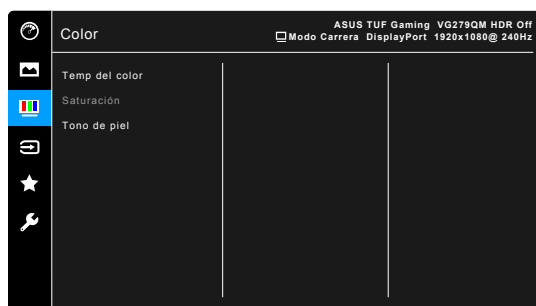 Color
ASUS TUF Gaming VG279QM HDR Off
Modo Carrera DisplayPort 1920x1080@ 240Hz
Temp del color
Saturación
Tono de piel